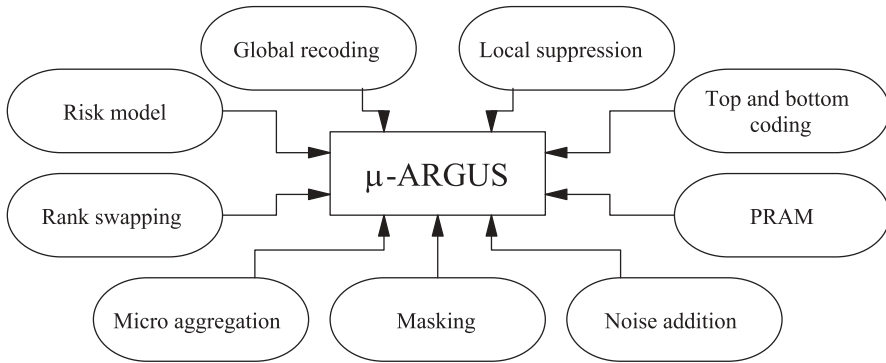 Global recoding
Local suppression
Risk model
Top and bottom
coding
μ-ARGUS
Rank swapping
PRAM
Micro aggregation
Masking
Noise addition